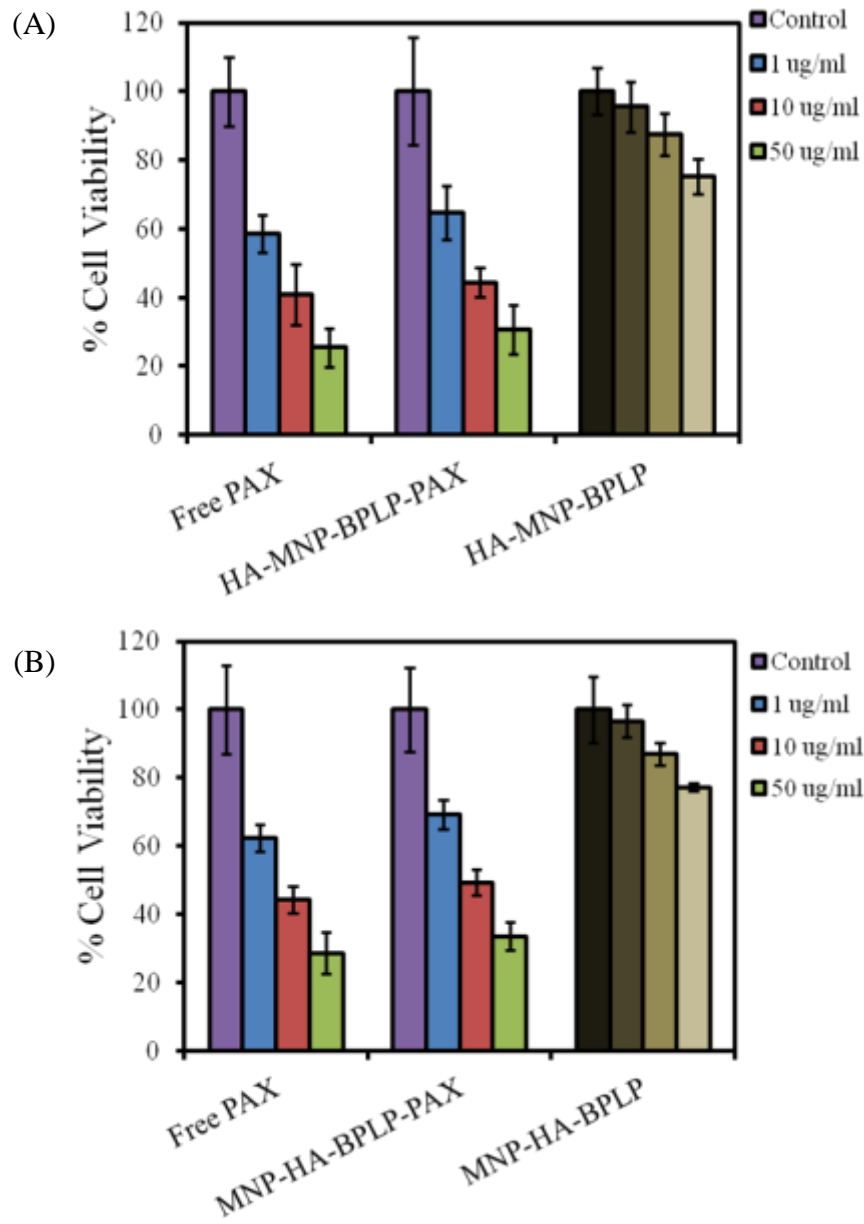 (A)
120
100
80
60
40
20
0
% Cell Viability
Free PAX
HA-MNP-BPLP-PAX
HA-MNP-BPLP
Control
1 ug/ml
10 ug/ml
50 ug/ml
(B)
120
100
80
60
40
20
0
% Cell Viability
Free PAX
MNP-HA-BPLP-PAX
MNP-HA-BPLP
Control
1 ug/ml
10 ug/ml
50 ug/ml